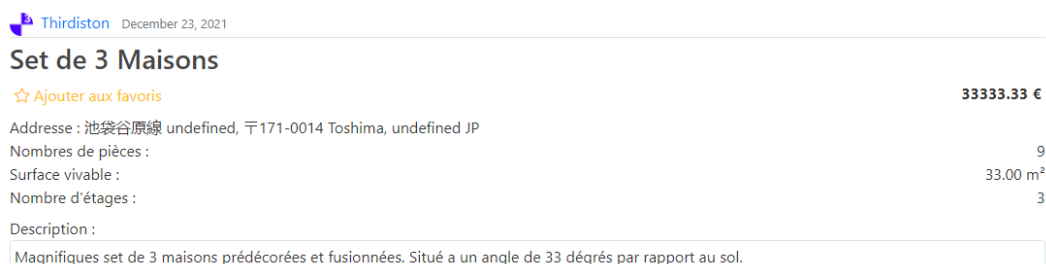 Thirdiston December 23, 2021
Set de 3 Maisons
Ajouter aux favoris 33333.33 €
Addresse : 池袋谷原線 undefined, 〒171-0014 Toshima, undefined JP
Nombres de pièces : 9
Surface vivable : 33.00 m²
Nombre d'étages : 3
Description :
Magnifiques set de 3 maisons prédécorées et fusionnées. Situé a un angle de 33 dégrés par rapport au sol.